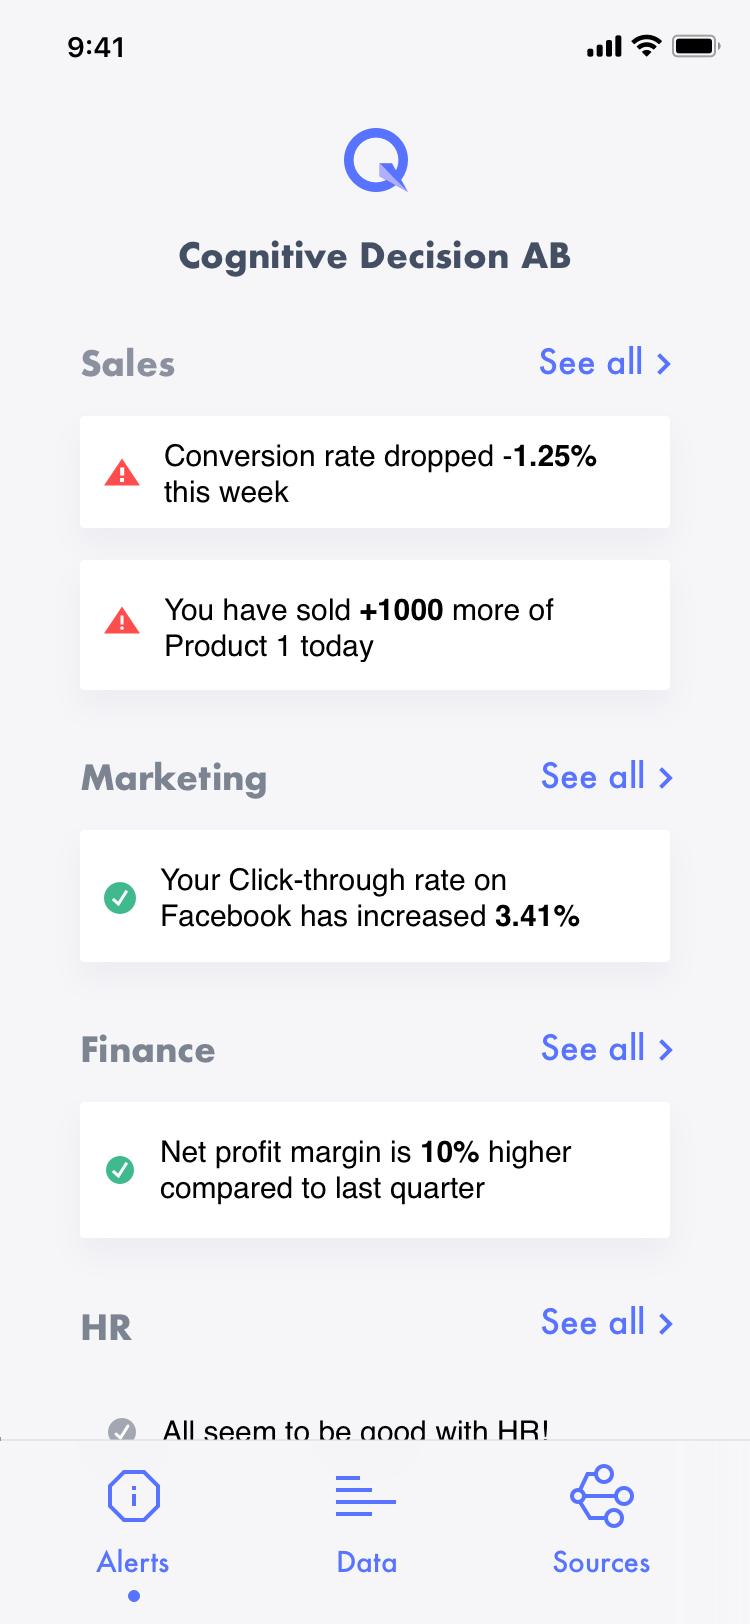 9:41
Cognitive Decision AB
Sales
See all
Conversion rate dropped -1.25%
this week
You have sold +1000 more of
Product 1 today
Marketing
See all
Your Click-through rate on
Facebook has increased 3.41%
Finance
See all
Net profit margin is 10% higher
compared to last quarter
HR
See all
All seem to be good with HR!
Alerts
Data
Sources